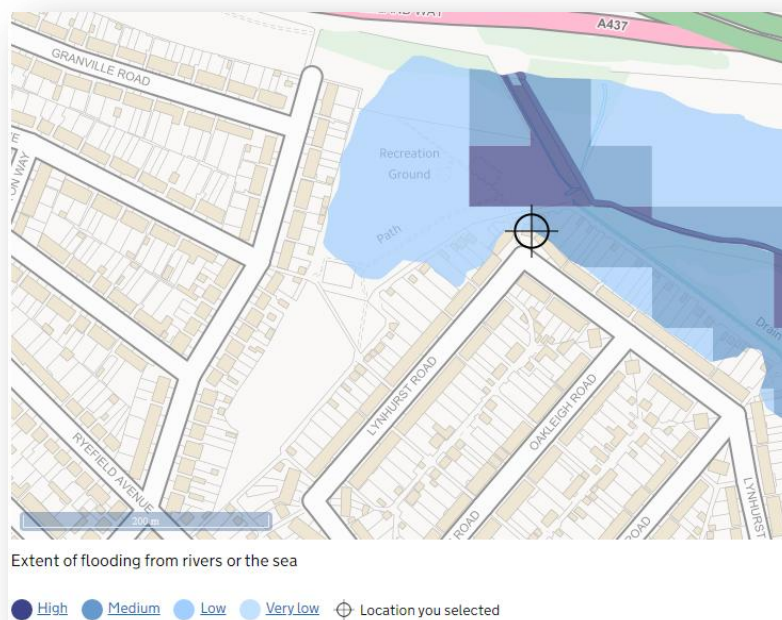 A437
GRANVILLE ROAD
Recreation
Ground
Path
Drain
LYNHURST ROAD
OAKLEIGH ROAD
RYEFIELD AVENUE
LYNHURST
ROAD
ROAD
200 m
Extent of flooding from rivers or the sea
High Medium Low Very low Location you selected